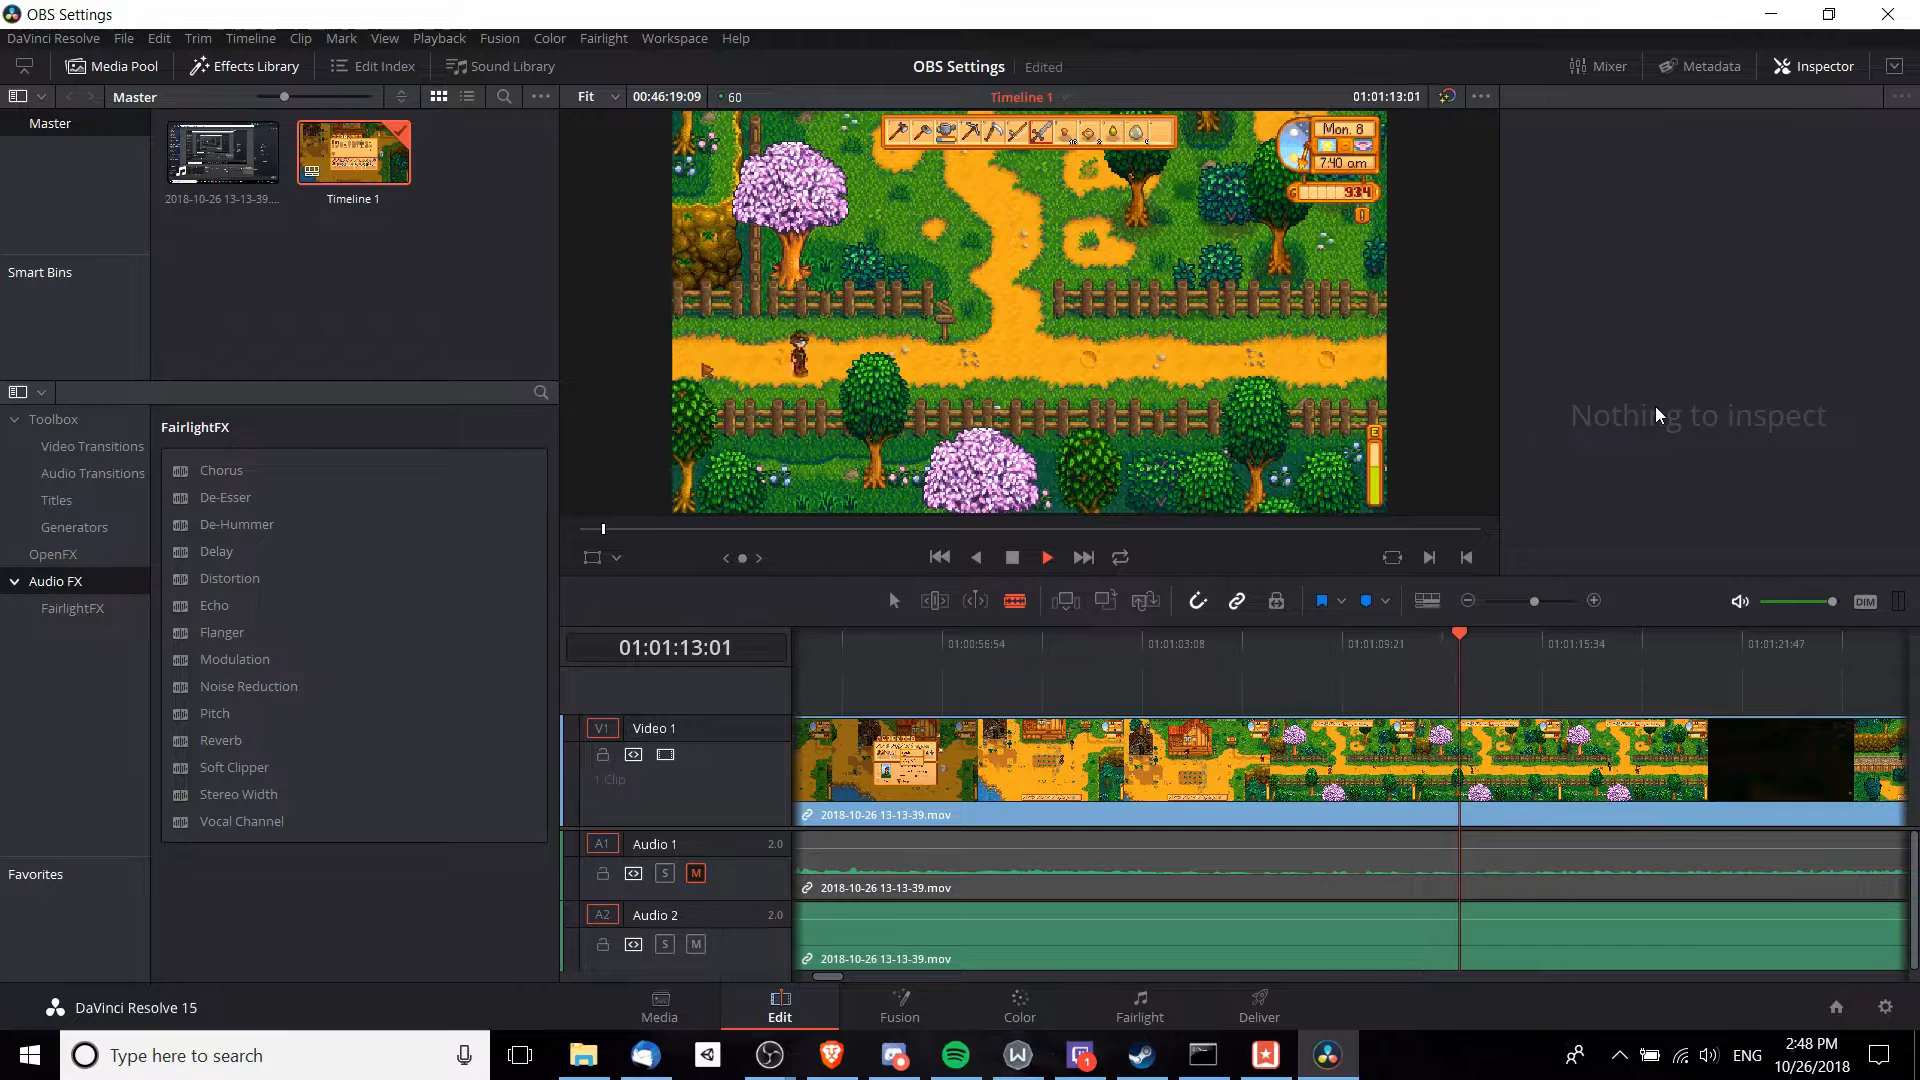 OBS Settings
DaVinci Resolve File Edit Trim Timeline Clip Mark View Playback Fusion Color Fairlight Workspace Help
Media Pool Effects Library Edit Index Sound Library OBS Settings Edited Mixer Metadata Inspector
Master Fit 00:46:19:09 60 Timeline 1 01:01:13:01
Master
2018-10-26 13-13-39.... Timeline 1
Mon. 8
7:40 am
934
Smart Bins
Nothing to inspect
E
Toolbox
Video Transitions
Audio Transitions
Titles
Generators
OpenFX
Audio FX
FairlightFX
FairlightFX
Chorus
De-Esser
De-Hummer
Delay
Distortion
Echo
Flanger
Modulation
Noise Reduction
Pitch
Reverb
Soft Clipper
Stereo Width
Vocal Channel
Favorites
DIM
01:01:13:01 01:00:56:54 01:01:03:08 01:01:09:21 01:01:15:34 01:01:21:47
V1 Video 1
1 Clip
2018-10-26 13-13-39.mov
A1 Audio 1 2.0
S M
2018-10-26 13-13-39.mov
A2 Audio 2 2.0
S M
2018-10-26 13-13-39.mov
DaVinci Resolve 15 Media Edit Fusion Color Fairlight Deliver
Type here to search
1
ENG
2:48 PM
10/26/2018